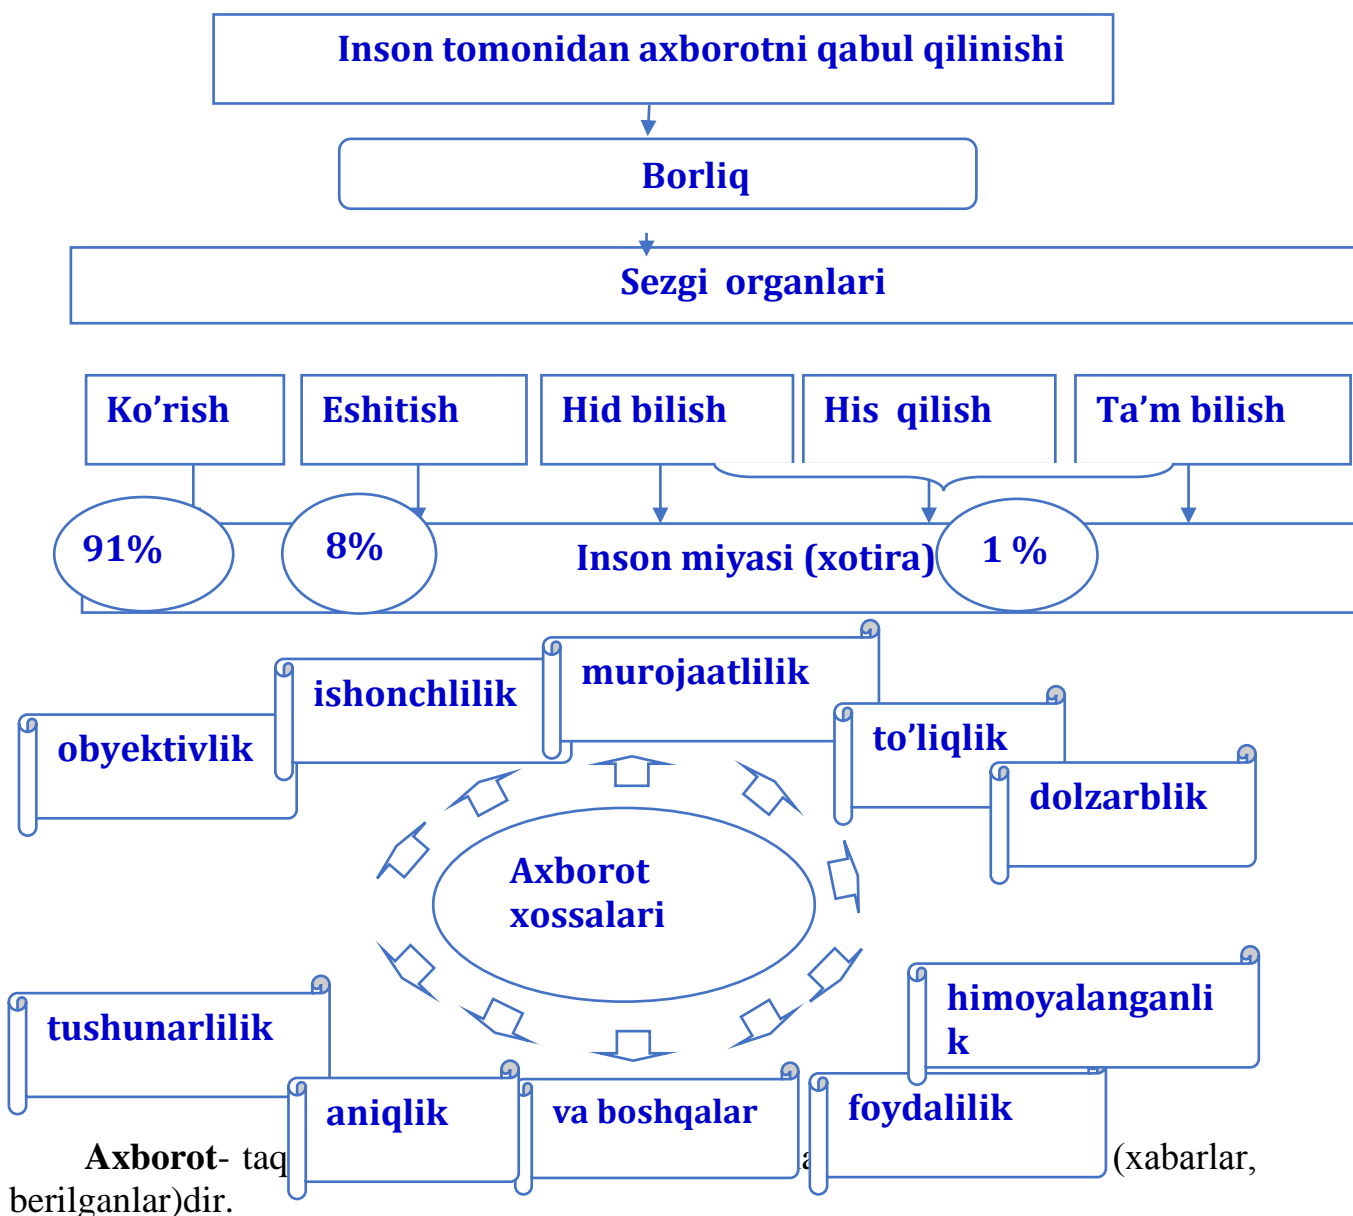 Inson tomonidan axborotni qabul qilinishi
Borliq
Sezgi organlari
Ko’rish
Eshitish
Hid bilish
His qilish
Ta’m bilish
91%
8%
Inson miyasi (xotira)
1 %
murojaatlilik
ishonchlilik
to’liqlik
obyektivlik
dolzarblik
Axborot
xossalari
himoyalanganli
k
tushunarlilik
aniqlik
va boshqalar
foydalilik
Axborot- (xabarlar,
berilganlar)dir.